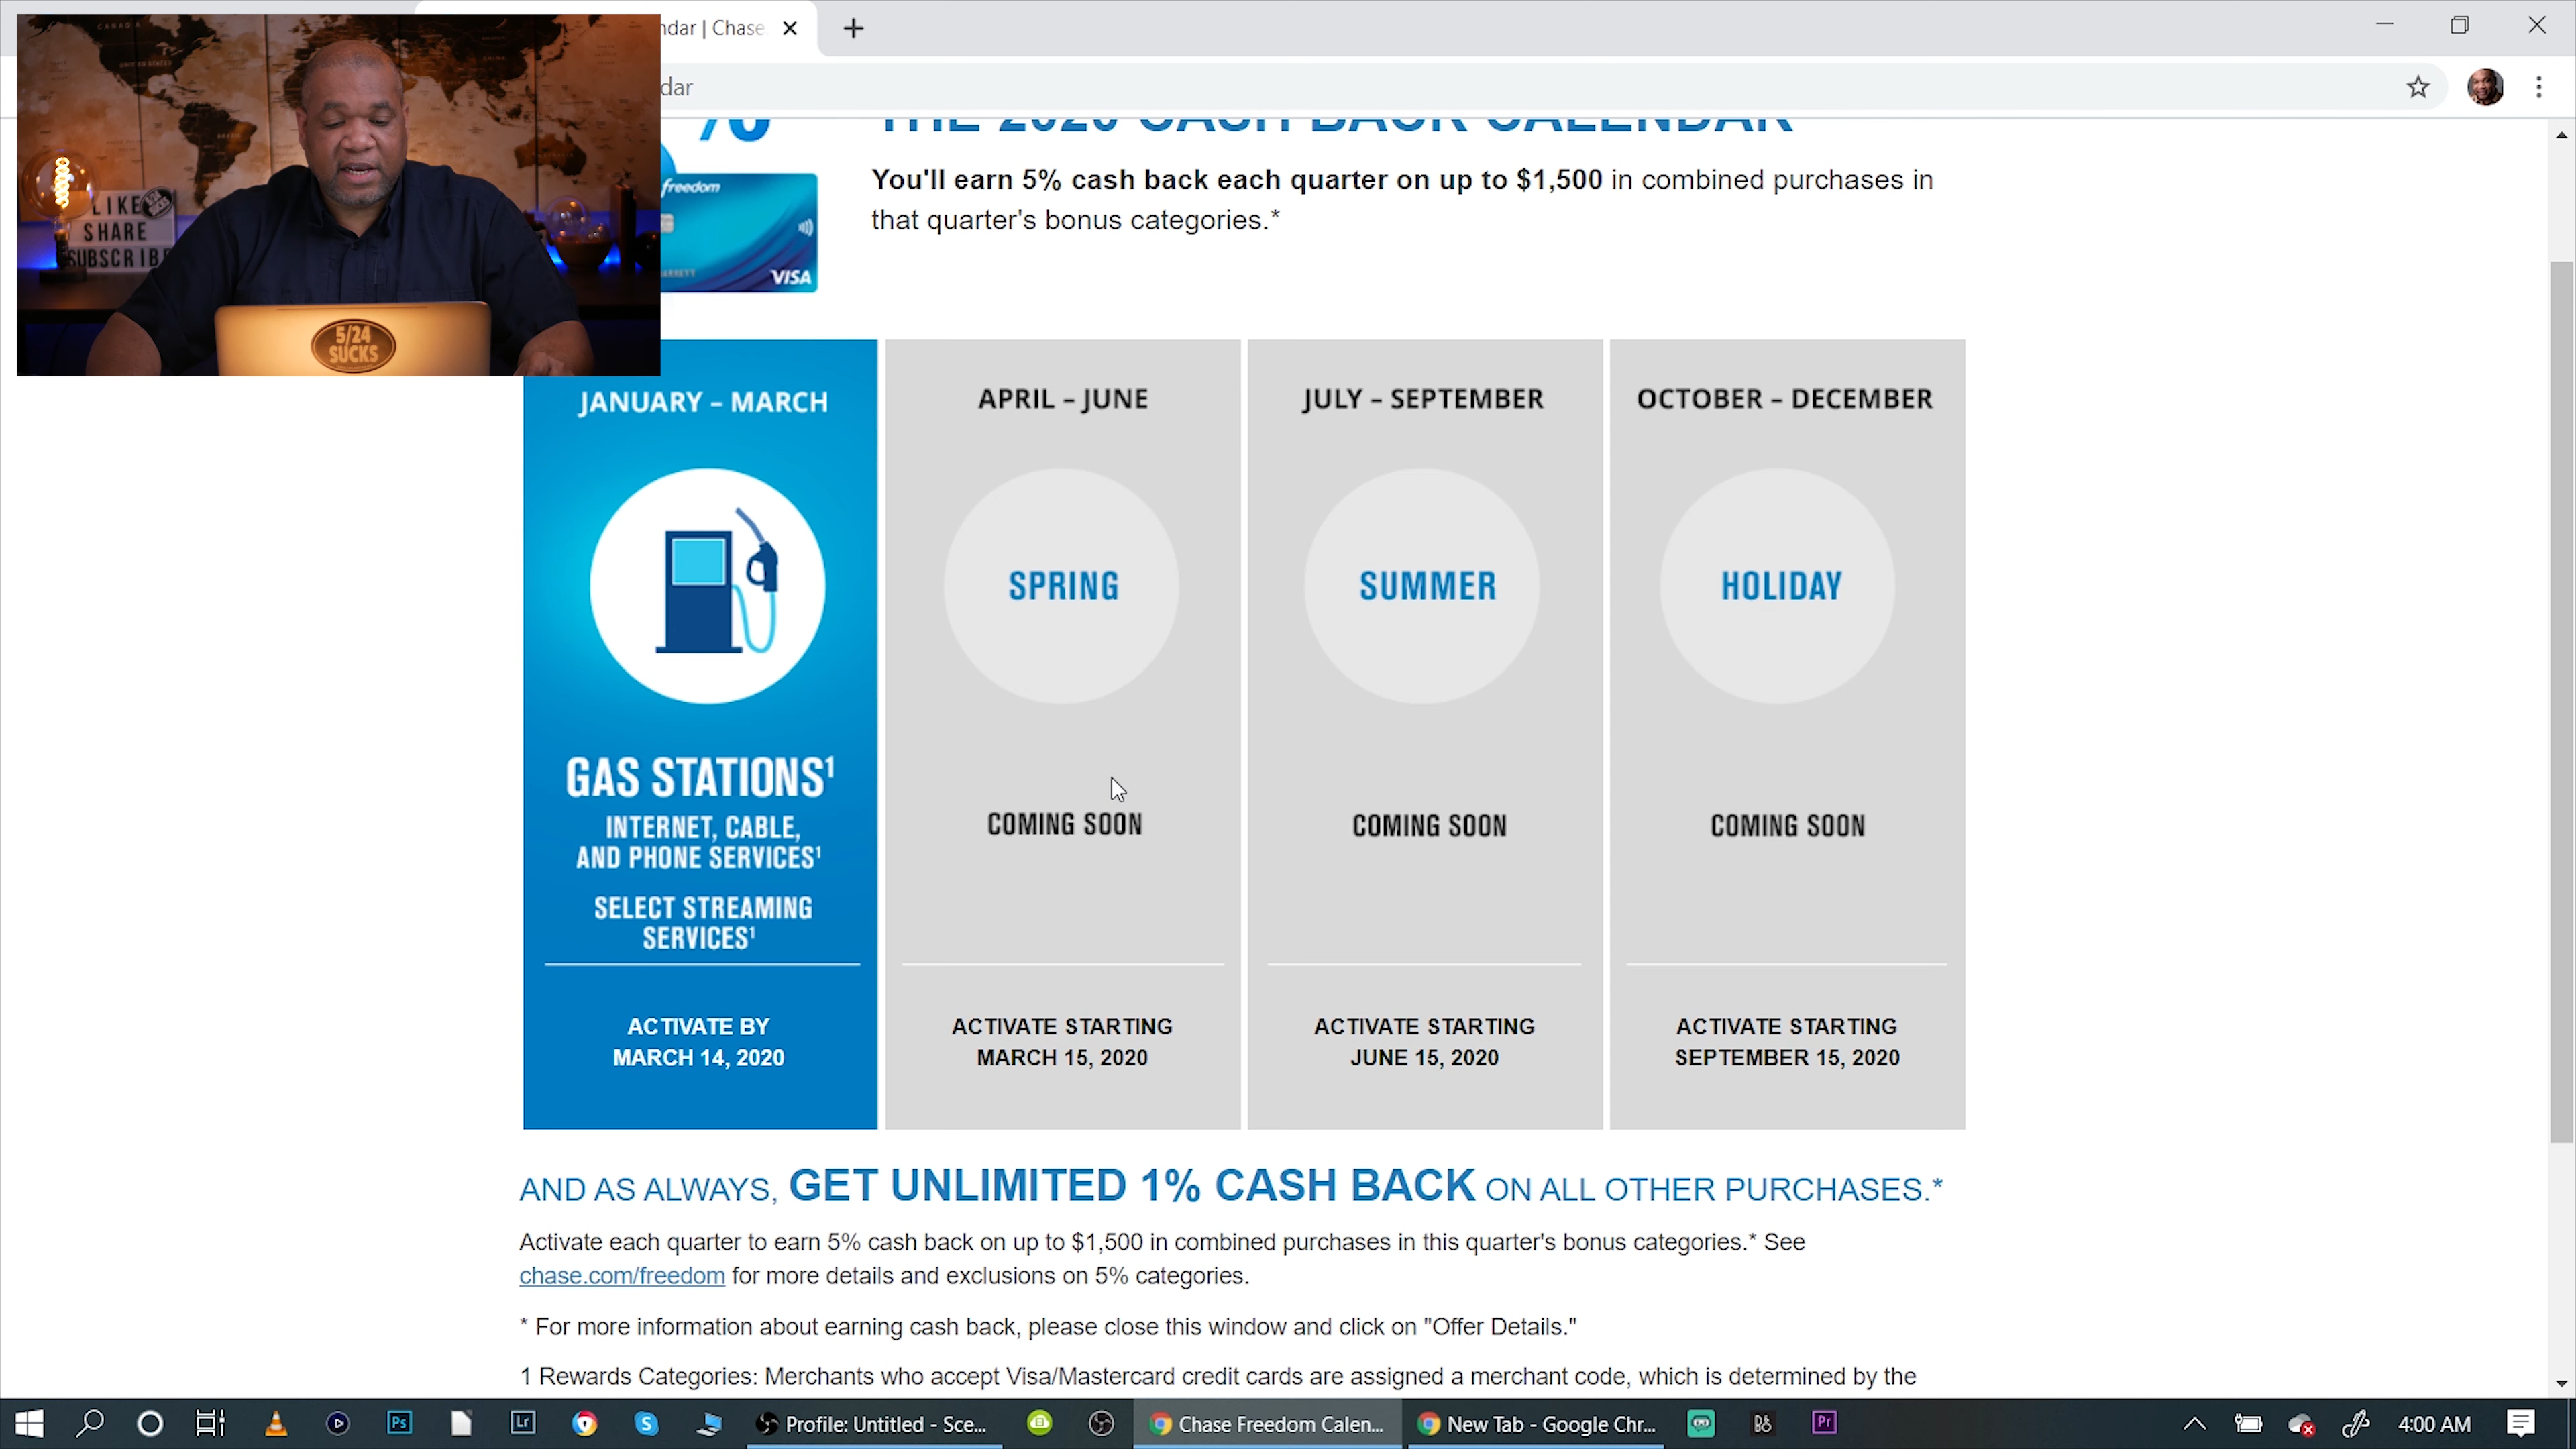 ndar | Chase
dar
THE 2020 CASH BACK CALENDAR
You'll earn 5% cash back each quarter on up to $1,500 in combined purchases in
that quarter's bonus categories.*
freedom
VISA
LIKE
SHARE
SUBSCRIBE
5/24
SUCKS
JANUARY – MARCH
GAS STATIONS¹
INTERNET, CABLE,
AND PHONE SERVICES¹
SELECT STREAMING
SERVICES¹
ACTIVATE BY
MARCH 14, 2020
APRIL – JUNE
SPRING
COMING SOON
ACTIVATE STARTING
MARCH 15, 2020
JULY – SEPTEMBER
SUMMER
COMING SOON
ACTIVATE STARTING
JUNE 15, 2020
OCTOBER – DECEMBER
HOLIDAY
COMING SOON
ACTIVATE STARTING
SEPTEMBER 15, 2020
AND AS ALWAYS, GET UNLIMITED 1% CASH BACK ON ALL OTHER PURCHASES.*
Activate each quarter to earn 5% cash back on up to $1,500 in combined purchases in this quarter's bonus categories.* See
chase.com/freedom for more details and exclusions on 5% categories.
* For more information about earning cash back, please close this window and click on "Offer Details."
1 Rewards Categories: Merchants who accept Visa/Mastercard credit cards are assigned a merchant code, which is determined by the
Ps
Lr
Profile: Untitled - Sce...
Chase Freedom Calen...
New Tab - Google Chr...
Pr
4:00 AM